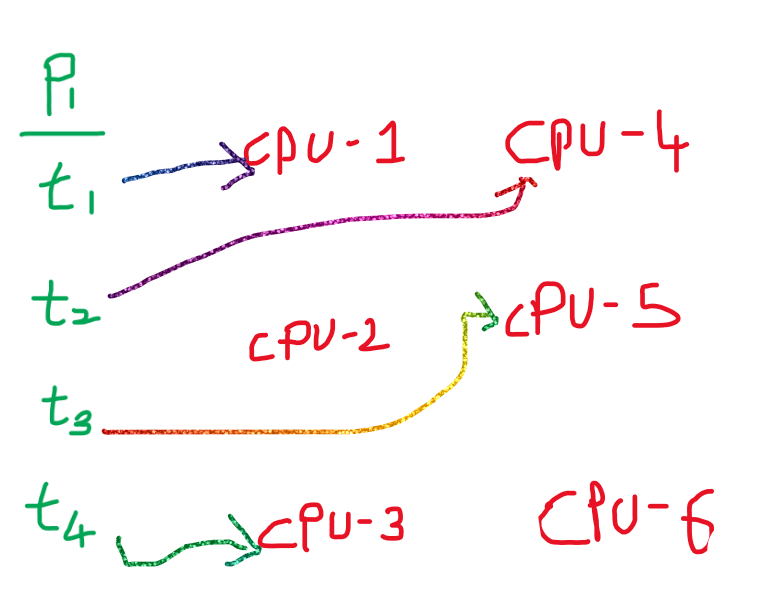 P1
t1 CPU-1 CPU-4
t2
CPU-2 CPU-5
t3
t4 CPU-3 CPU-6